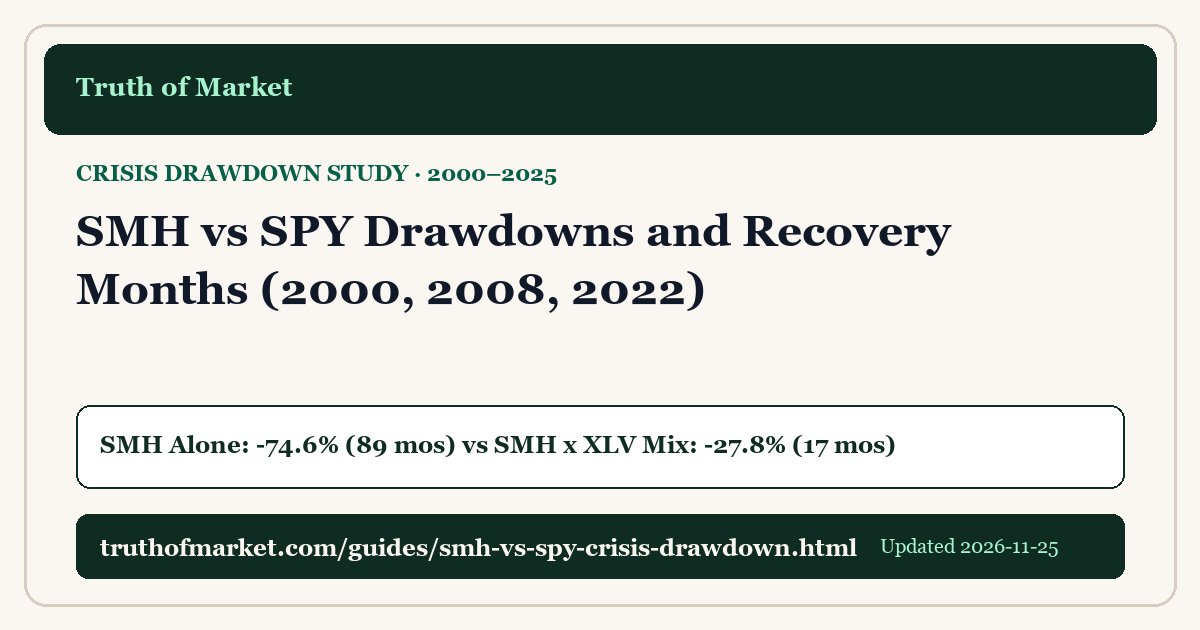 Truth of Market
CRISIS DRAWDOWN STUDY · 2000–2025
SMH vs SPY Drawdowns and Recovery
Months (2000, 2008, 2022)
SMH Alone: -74.6% (89 mos) vs SMH x XLV Mix: -27.8% (17 mos)
truthofmarket.com/guides/smh-vs-spy-crisis-drawdown.html Updated 2026-11-25